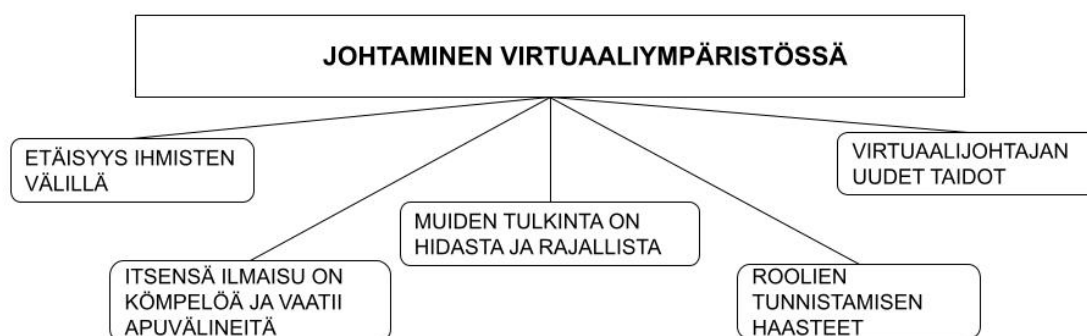 JOHTAMINEN VIRTUAALIYMPÄRISTÖSSÄ
ETÄISYYS IHMISTEN
VÄLILLÄ
ITSENSÄ ILMAISU ON
KÖMPELÖÄ JA VAATII
APUVÄLINEITÄ
MUIDEN TULKINTA ON
HIDASTA JA RAJALLISTA
ROOLIEN
TUNNISTAMISEN
HAASTEET
VIRTUAALIJOHTAJAN
UUDET TAIDOT